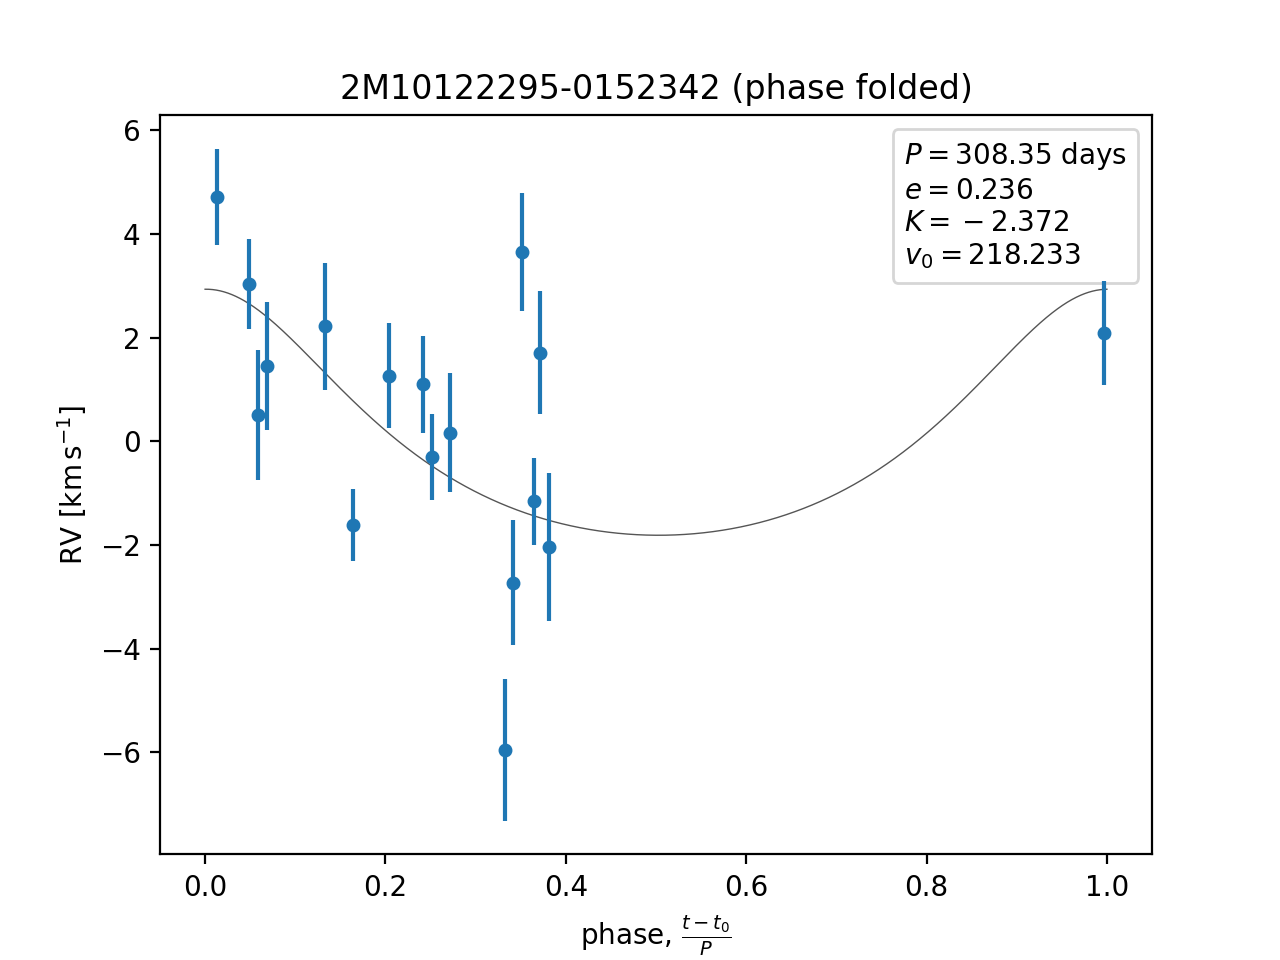 2M10122295-0152342 (phase folded)
P = 308.35 days
e = 0.236
K = −2.372
v₀ = 218.233
6
4
2
0
−2
−4
−6
RV [km s⁻¹]
0.0 0.2 0.4 0.6 0.8 1.0
phase, (t − t₀)/P